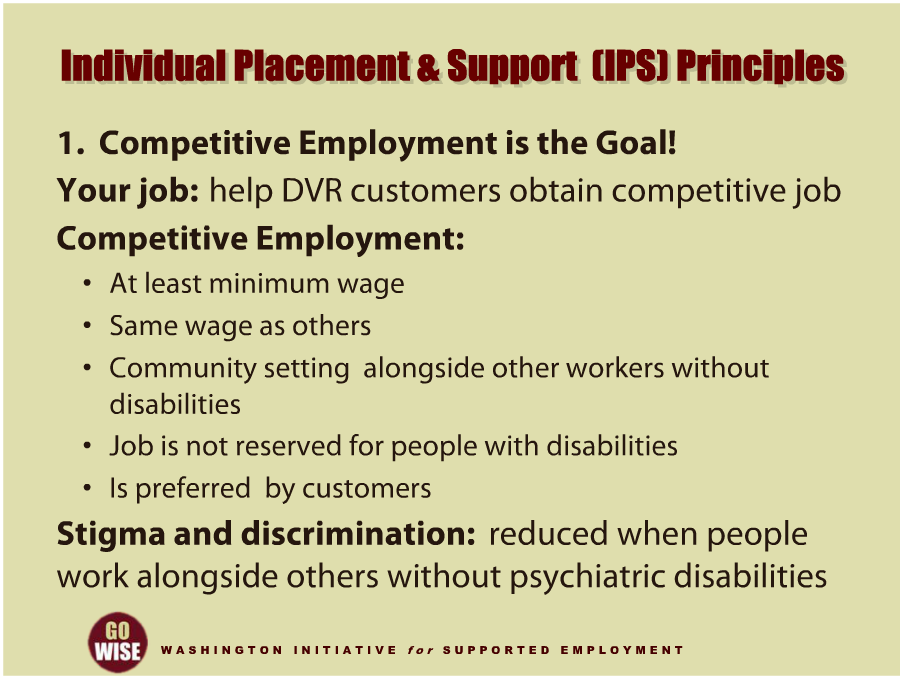 Individual Placement & Support (IPS) Principles
1. Competitive Employment is the Goal!
Your job: help DVR customers obtain competitive job
Competitive Employment:
• At least minimum wage
• Same wage as others
• Community setting alongside other workers without
disabilities
• Job is not reserved for people with disabilities
• Is preferred by customers
Stigma and discrimination: reduced when people
work alongside others without psychiatric disabilities
GO
WISE
WASHINGTON INITIATIVE for SUPPORTED EMPLOYMENT